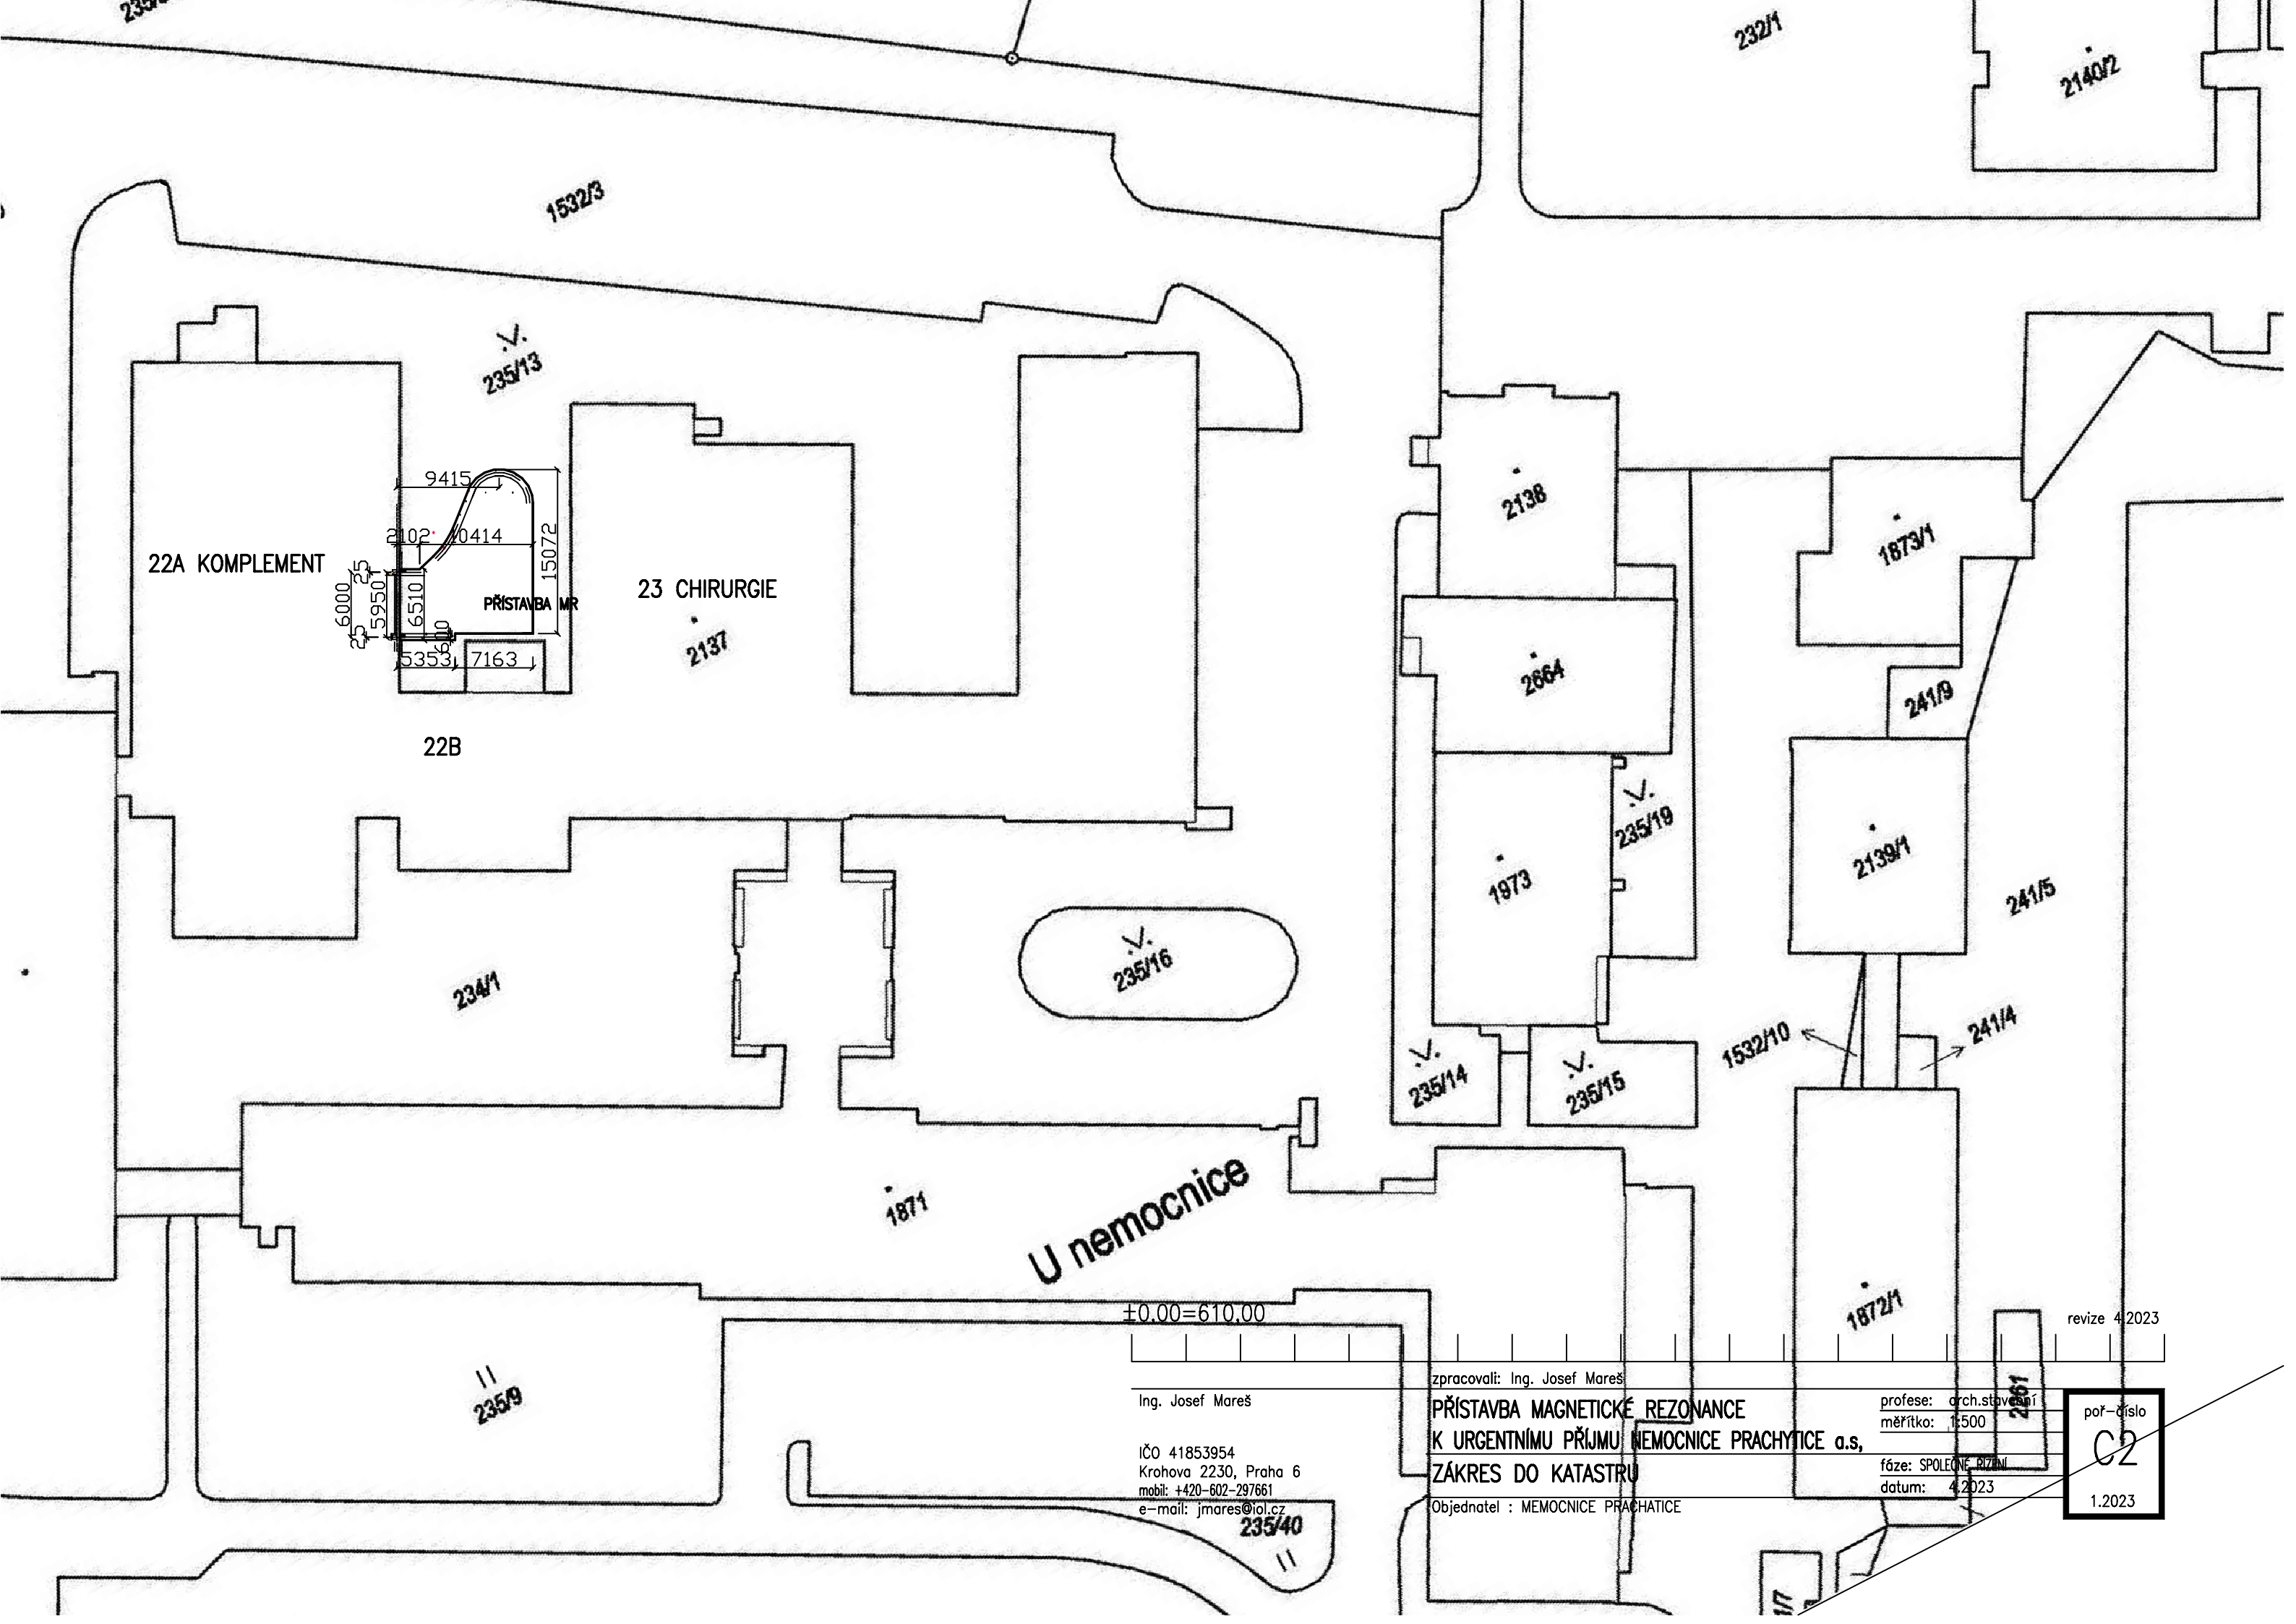 232/1
2140/2
1532/3
235/13
9415
2102
10414
15072
22A KOMPLEMENT
25
6000
5950
6510
25
600
PŘÍSTAVBA MR
5353
7163
23 CHIRURGIE
2137
22B
2138
2664
1873/1
241/9
235/19
1973
2139/1
241/5
235/16
234/1
1532/10
241/4
235/14
235/15
1871
U nemocnice
1872/1
235/9
2261
235/40
±0.00=610,00
revize 4.2023
zpracovali: Ing. Josef Mareš
Ing. Josef Mareš
IČO 41853954
Krohova 2230, Praha 6
mobil: +420-602-297661
e-mail: jmares@iol.cz
PŘÍSTAVBA MAGNETICKÉ REZONANCE
K URGENTNÍMU PŘÍJMU NEMOCNICE PRACHYTICE a.s,
ZÁKRES DO KATASTRU
Objednatel : MEMOCNICE PRACHATICE
profese: arch.stavební
měřítko: 1:500
fáze: SPOLEČNÉ ŘÍZENÍ
datum: 4.2023
poř-číslo
C2
1.2023